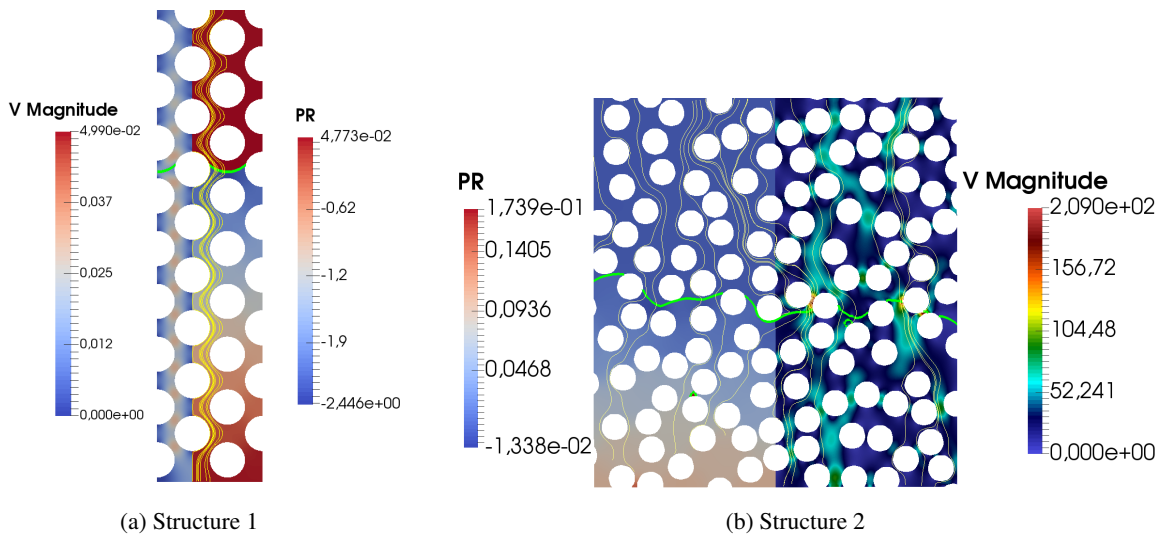 V Magnitude
4,990e-02
0,037
0,025
0,012
0,000e+00
PR
4,773e-02
-0,62
-1,2
-1,9
-2,446e+00
(a) Structure 1
PR
1,739e-01
0,1405
0,0936
0,0468
-1,338e-02
V Magnitude
2,090e+02
156,72
104,48
52,241
0,000e+00
(b) Structure 2